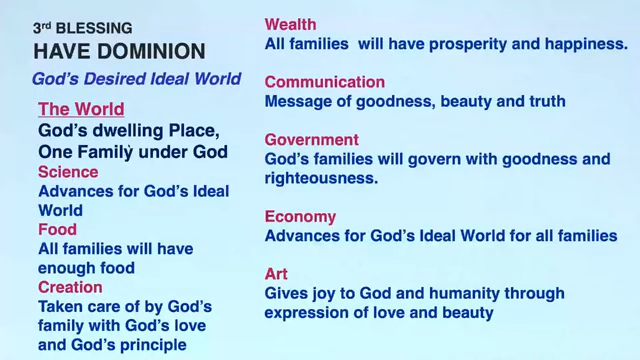 3rd BLESSING
HAVE DOMINION
God's Desired Ideal World
The World
God's dwelling Place,
One Family under God
Science
Advances for God's Ideal
World
Food
All families will have
enough food
Creation
Taken care of by God's
family with God's love
and God's principle
Wealth
All families will have prosperity and happiness.
Communication
Message of goodness, beauty and truth
Government
God's families will govern with goodness and
righteousness.
Economy
Advances for God's Ideal World for all families
Art
Gives joy to God and humanity through
expression of love and beauty